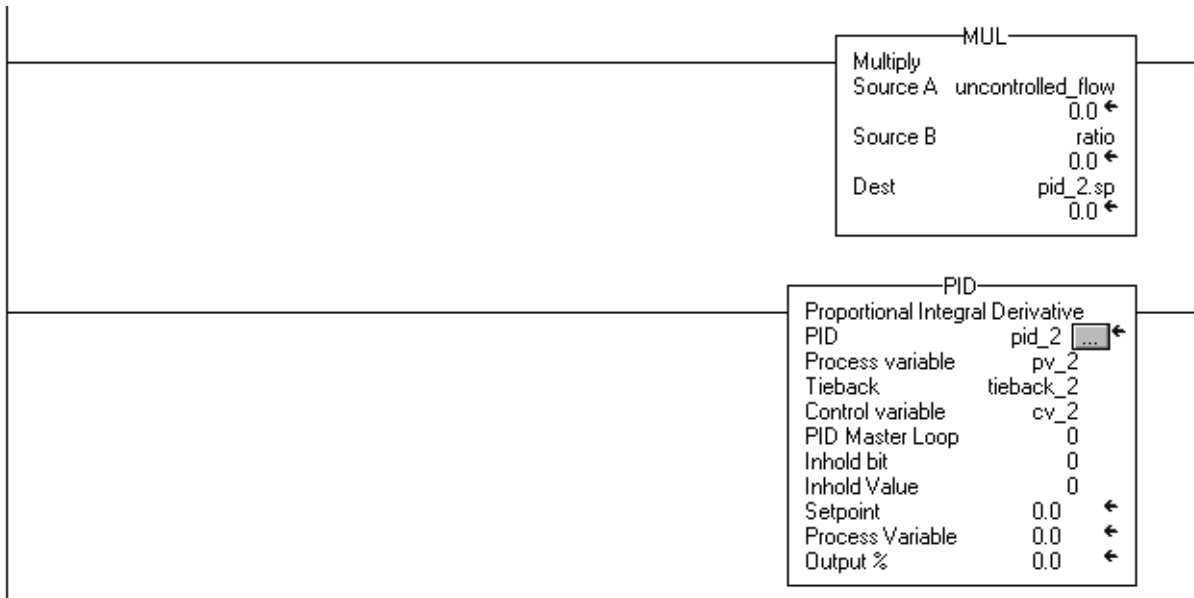 MUL
Multiply
Source A uncontrolled_flow
0.0
Source B ratio
0.0
Dest pid_2.sp
0.0
PID
Proportional Integral Derivative
PID pid_2 ...
Process variable pv_2
Tieback tieback_2
Control variable cv_2
PID Master Loop 0
Inhold bit 0
Inhold Value 0
Setpoint 0.0
Process Variable 0.0
Output % 0.0